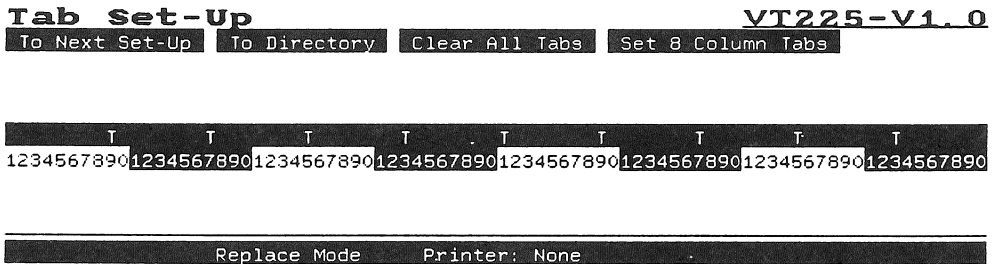 Tab Set-Up VT225-V1.0
To Next Set-Up To Directory Clear All Tabs Set 8 Column Tabs
T T T T T T T T T
12345678901234567890123456789012345678901234567890123456789012345678901234567890
Replace Mode Printer: None